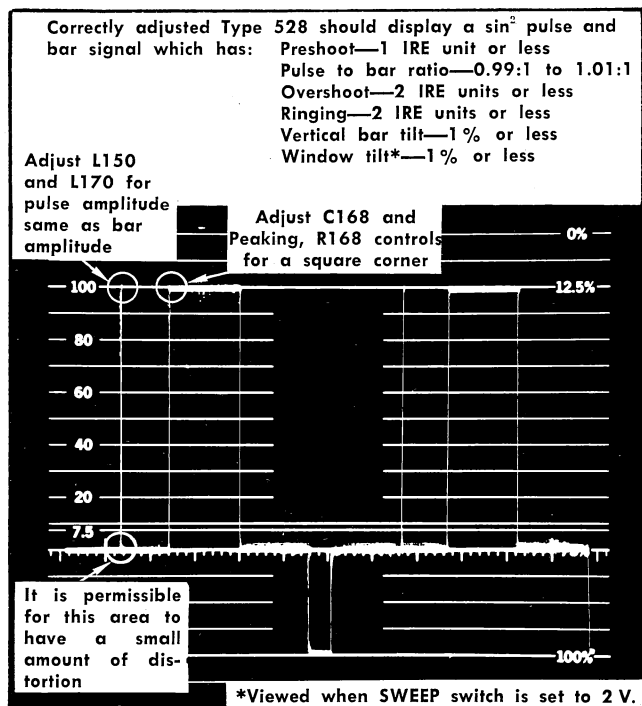 Correctly adjusted Type 528 should display a sin² pulse and
bar signal which has: Preshoot—1 IRE unit or less
Pulse to bar ratio—0.99:1 to 1.01:1
Overshoot—2 IRE units or less
Ringing—2 IRE units or less
Vertical bar tilt—1% or less
Window tilt*—1% or less
Adjust L150
and L170 for
pulse amplitude
same as bar
amplitude
Adjust C168 and
Peaking, R168 controls
for a square corner
0%
100
12.5%
80
60
40
20
7.5
100%
It is permissible
for this area to
have a small
amount of dis-
tortion
*Viewed when SWEEP switch is set to 2 V.